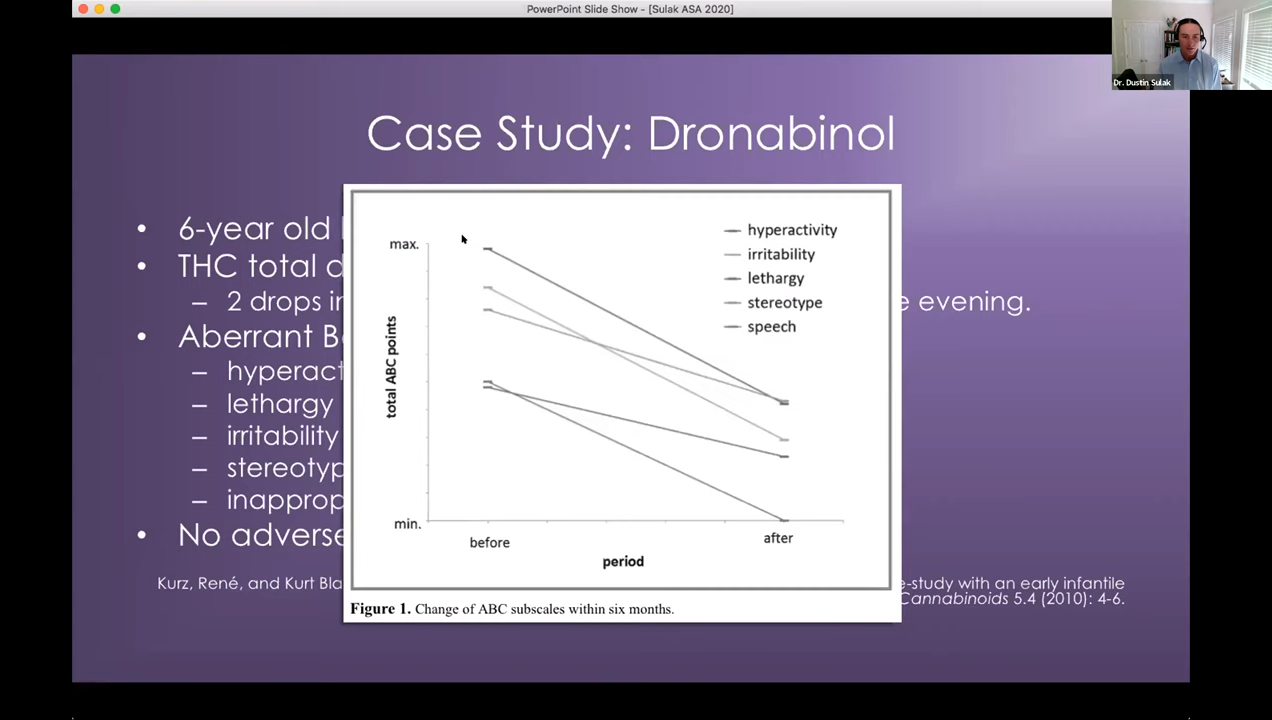 PowerPoint Slide Show - [Sulak ASA 2020]
Dr. Dustin Sulak
Case Study: Dronabinol
• 6-year old
• THC total
– 2 drops in e evening.
• Aberrant B
– hyperact
– lethargy
– irritability
– stereotyp
– inapprop
• No adverse
Kurz, René, and Kurt Bla e-study with an early infantile
Cannabinoids 5.4 (2010): 4-6.
max.
hyperactivity
irritability
lethargy
stereotype
speech
total ABC points
min.
before
after
period
Figure 1. Change of ABC subscales within six months.